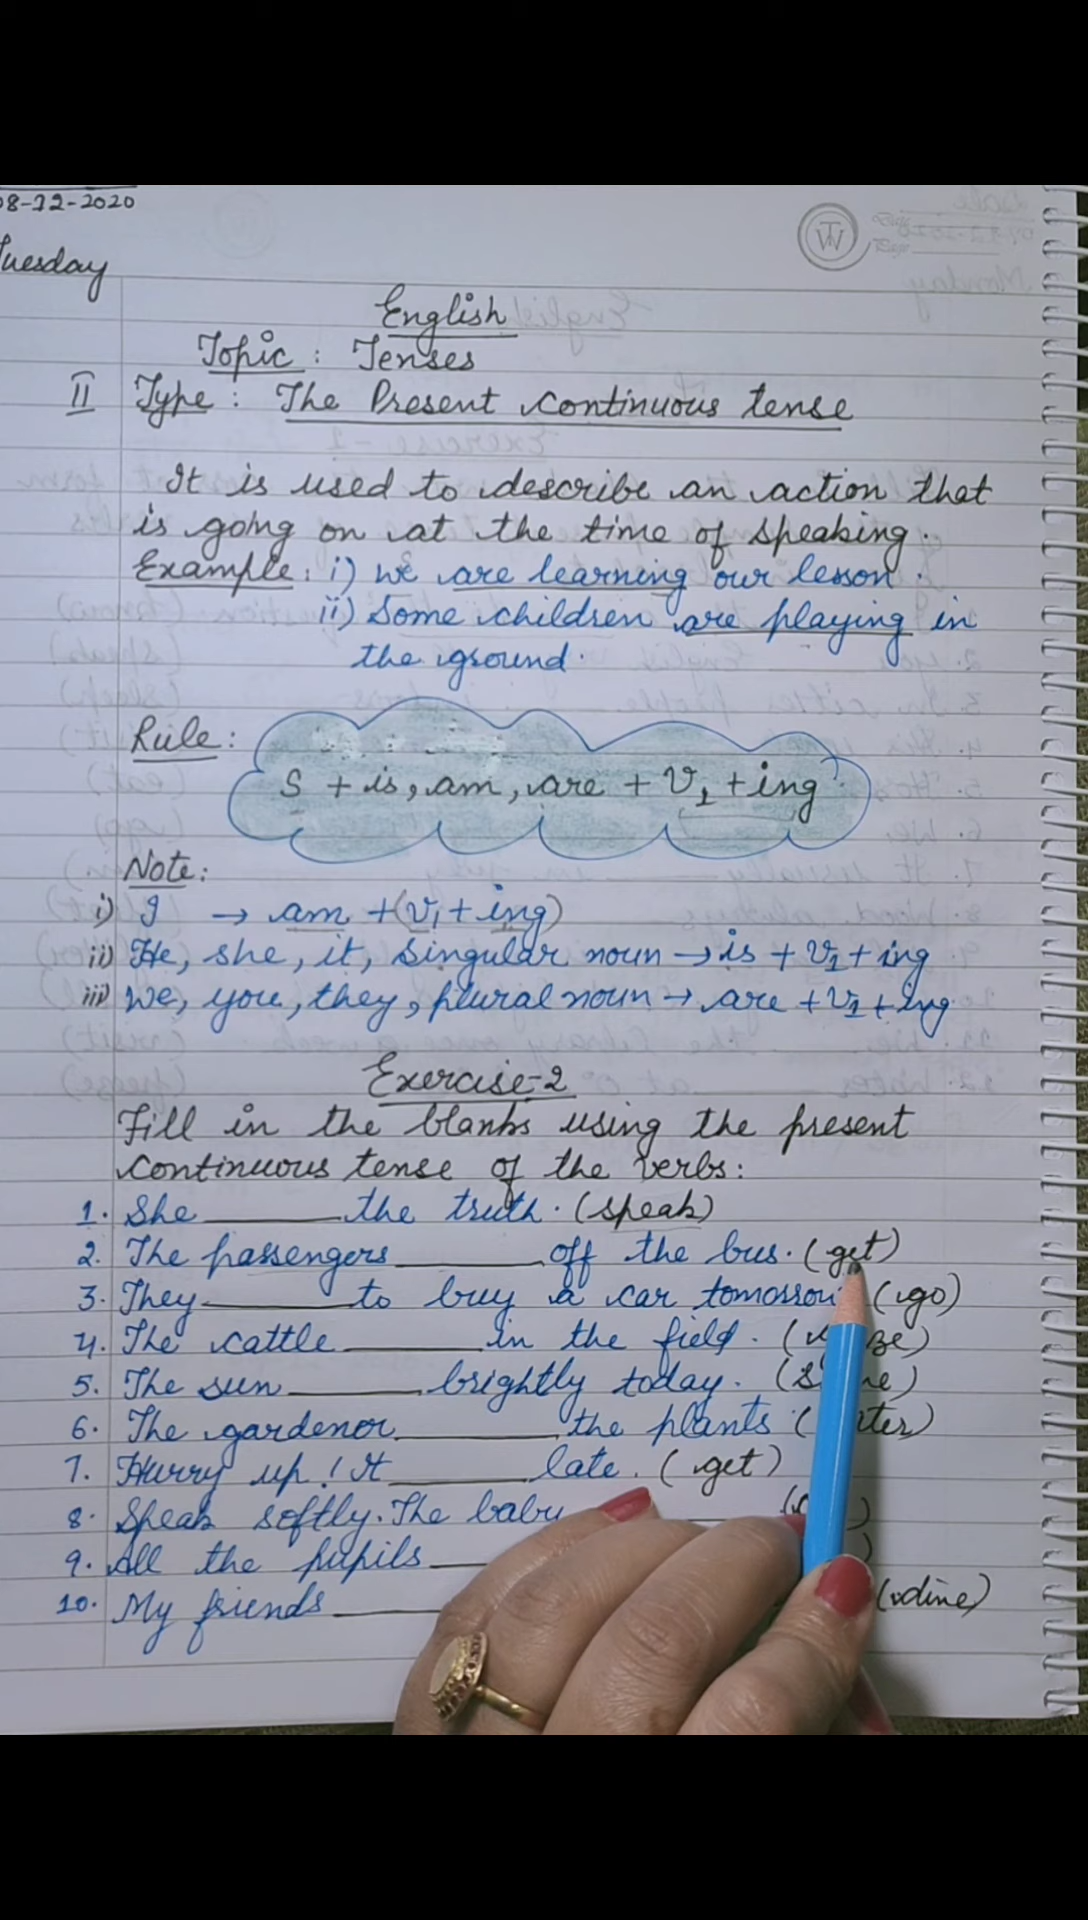 08-12-2020
Tuesday
English
Topic : Tenses
II Type : The Present Continuous tense
It is used to describe an action that
is going on at the time of speaking.
Example : i) We are learning our lesson.
ii) Some children are playing in
the ground.
Rule :
S + is, am, are + V1 + ing
Note :
i) I → am + (V1 + ing)
ii) He, she, it, singular noun → is + V1 + ing
iii) We, you, they, plural noun → are + V1 + ing
Exercise-2
Fill in the blanks using the present
continuous tense of the verbs :
1. She ______ the truth. (speak)
2. The passengers ______ off the bus. (get)
3. They ______ to buy a car tomorrow (go)
4. The cattle ______ in the field.
5. The sun ______ brightly today.
6. The gardenor ______ the plants
7. Hurry up! It ______ late. (get)
8. Speak softly. The baby
9. All the pupils ______
10. My friends ______ (dine)